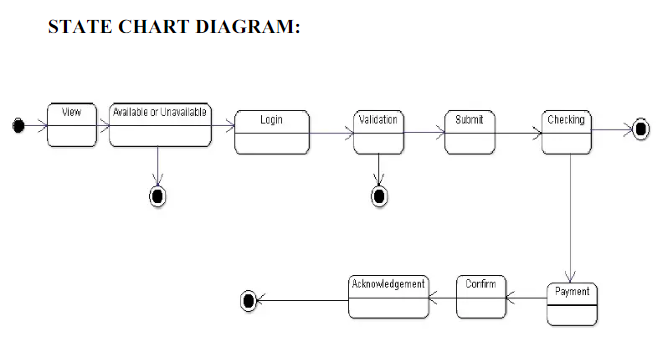 STATE CHART DIAGRAM:
View
Available or Unavailable
Login
Validation
Submit
Checking
Acknowledgement
Confirm
Payment